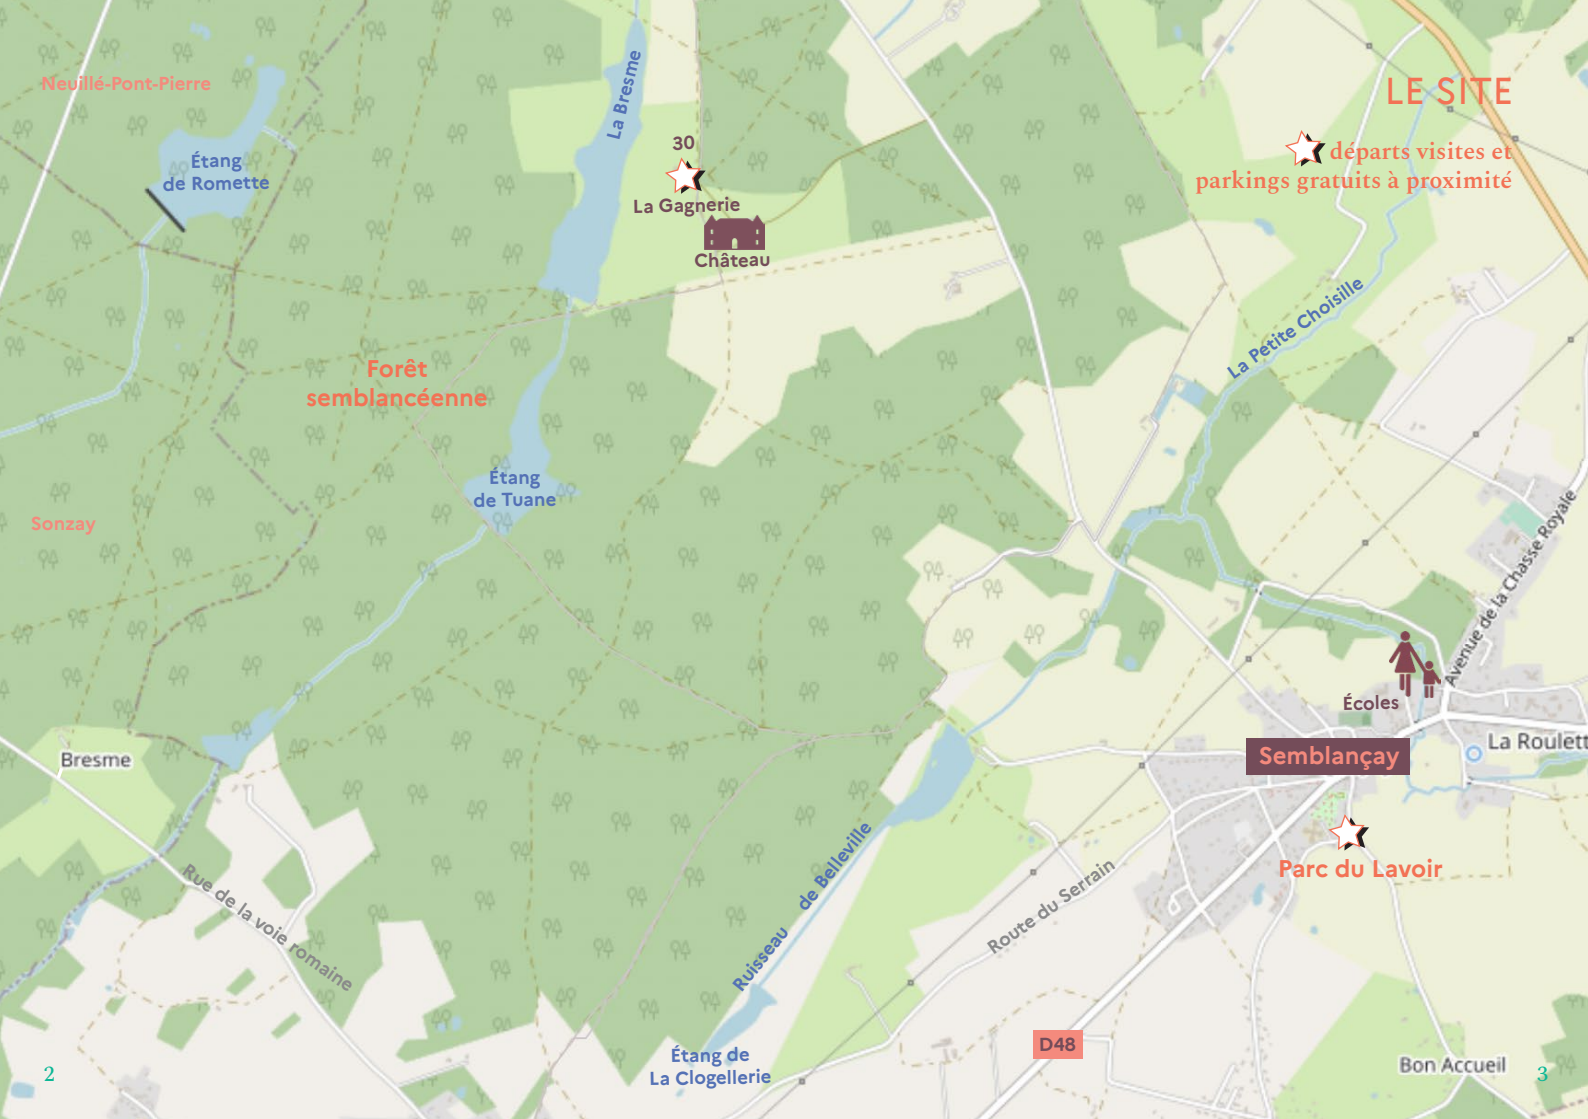 LE SITE
départs visites et
parkings gratuits à proximité
Neuillé-Pont-Pierre
Étang
de Romette
La Bresme
30
La Gagnerie
Château
La Petite Choisille
Forêt
semblancéenne
Étang
de Tuane
Sonzay
Avenue de la Chasse Royale
Écoles
Semblançay
La Roulett
Bresme
Parc du Lavoir
Rue de la voie romaine
Ruisseau de Belleville
Route du Serrain
D48
Étang de
La Clogellerie
Bon Accueil
2
3